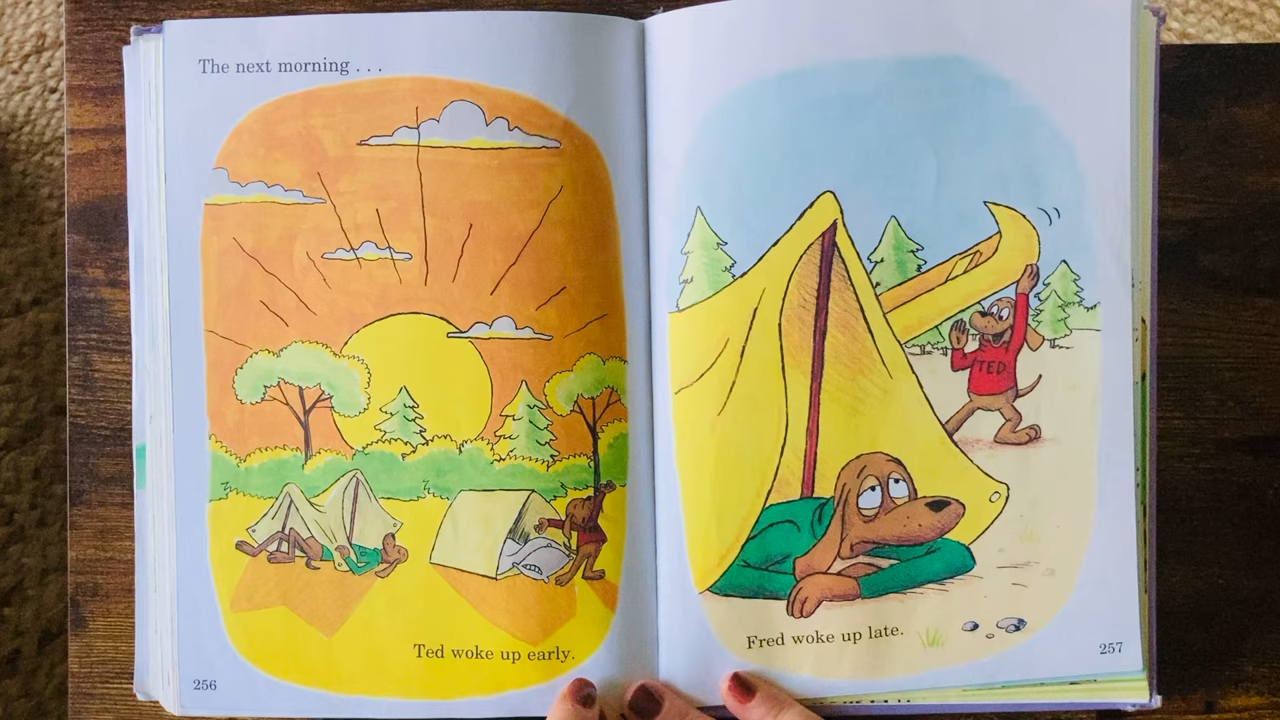 The next morning . . .
Ted woke up early.
256
TED
Fred woke up late.
257